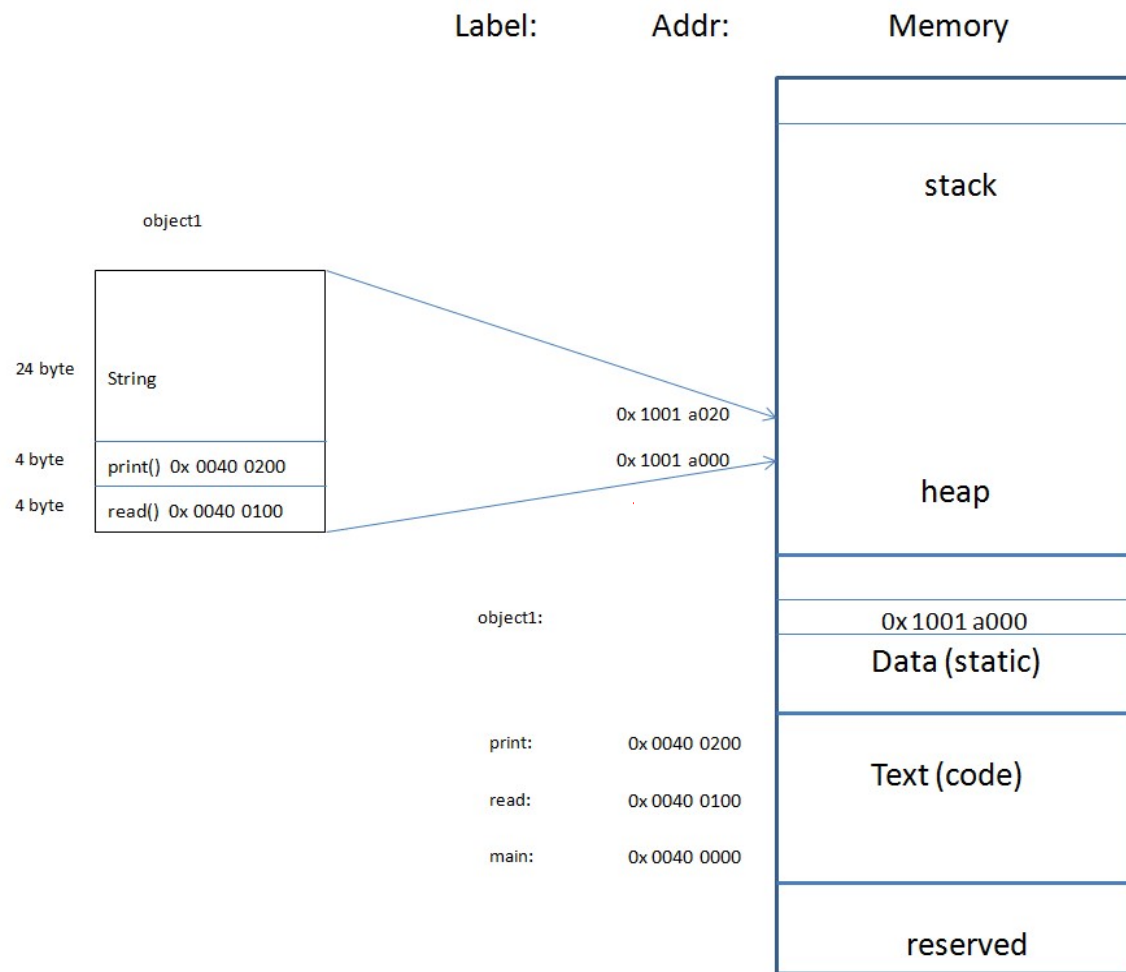 Label: Addr: Memory
stack
object1
24 byte String
0x 1001 a020
4 byte print() 0x 0040 0200 0x 1001 a000
heap
4 byte read() 0x 0040 0100
object1: 0x 1001 a000
Data (static)
print: 0x 0040 0200
Text (code)
read: 0x 0040 0100
main: 0x 0040 0000
reserved